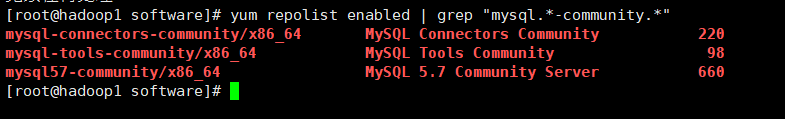 [root@hadoop1 software]# yum repolist enabled | grep "mysql.*-community.*"
mysql-connectors-community/x86_64 MySQL Connectors Community 220
mysql-tools-community/x86_64 MySQL Tools Community 98
mysql57-community/x86_64 MySQL 5.7 Community Server 660
[root@hadoop1 software]#